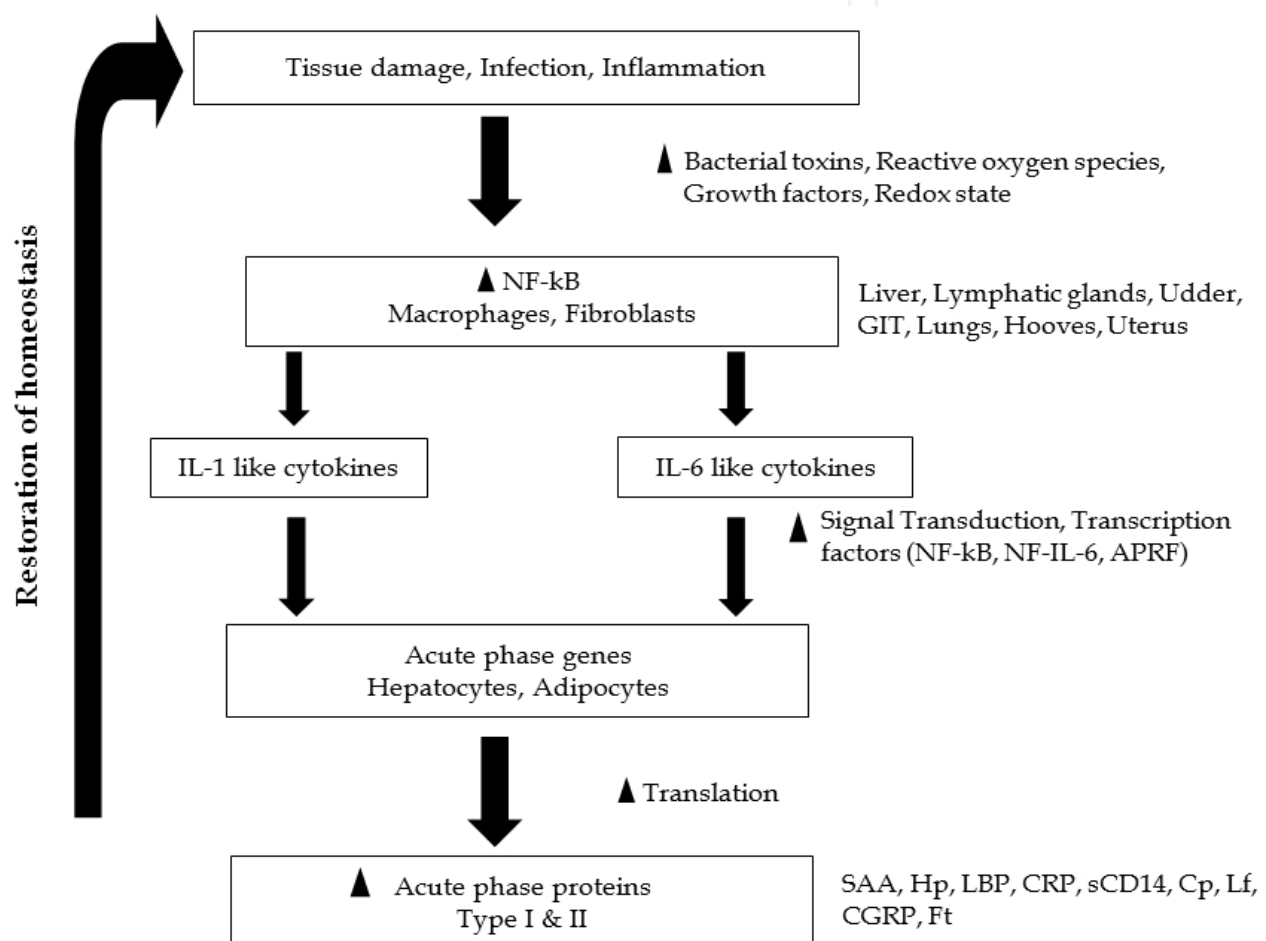 Tissue damage, Infection, Inflammation
Bacterial toxins, Reactive oxygen species,
Growth factors, Redox state
NF-kB
Macrophages, Fibroblasts
Liver, Lymphatic glands, Udder,
GIT, Lungs, Hooves, Uterus
Restoration of homeostasis
IL-1 like cytokines
IL-6 like cytokines
Signal Transduction, Transcription
factors (NF-kB, NF-IL-6, APRF)
Acute phase genes
Hepatocytes, Adipocytes
Translation
Acute phase proteins
Type I & II
SAA, Hp, LBP, CRP, sCD14, Cp, Lf,
CGRP, Ft